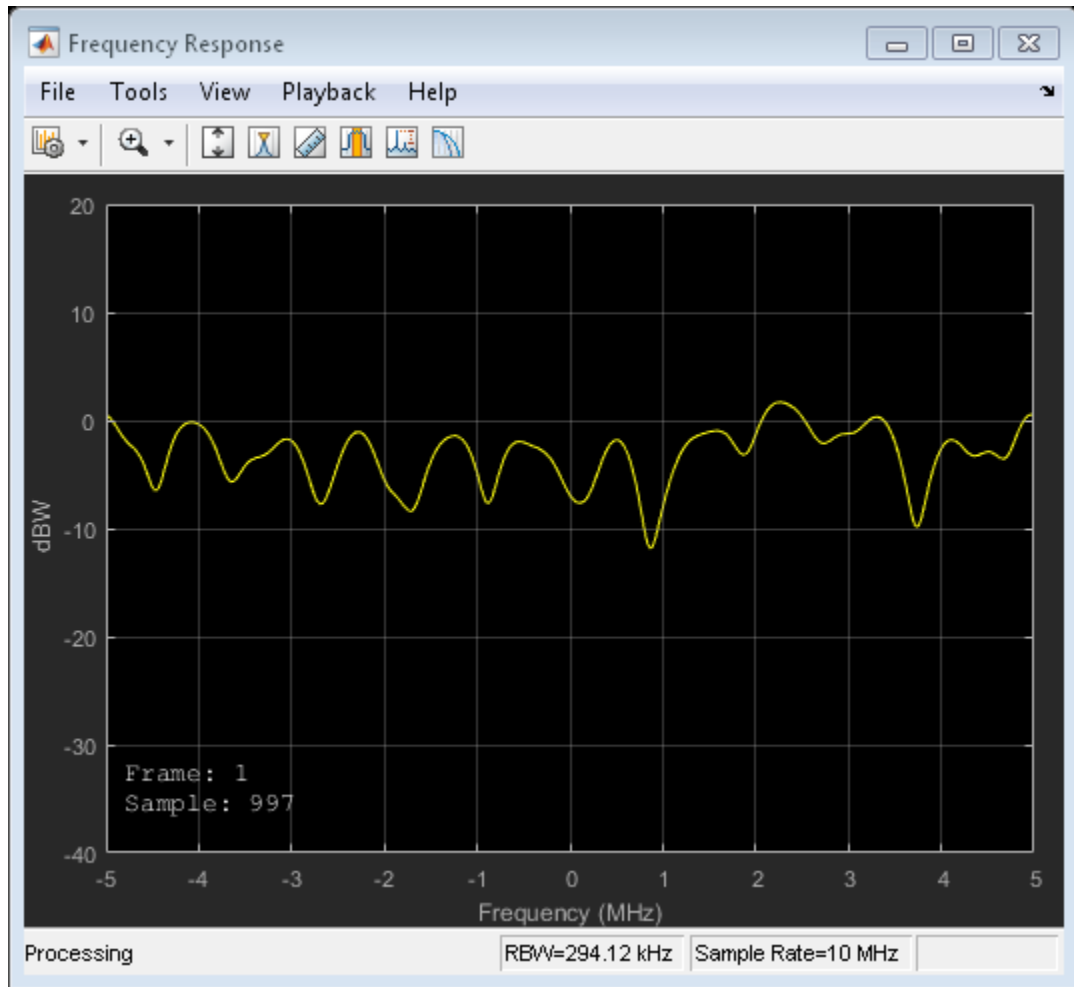 Frequency Response
File Tools View Playback Help
20
10
0
-10
-20
-30
-40
dBW
Frame: 1
Sample: 997
-5 -4 -3 -2 -1 0 1 2 3 4 5
Frequency (MHz)
Processing RBW=294.12 kHz Sample Rate=10 MHz